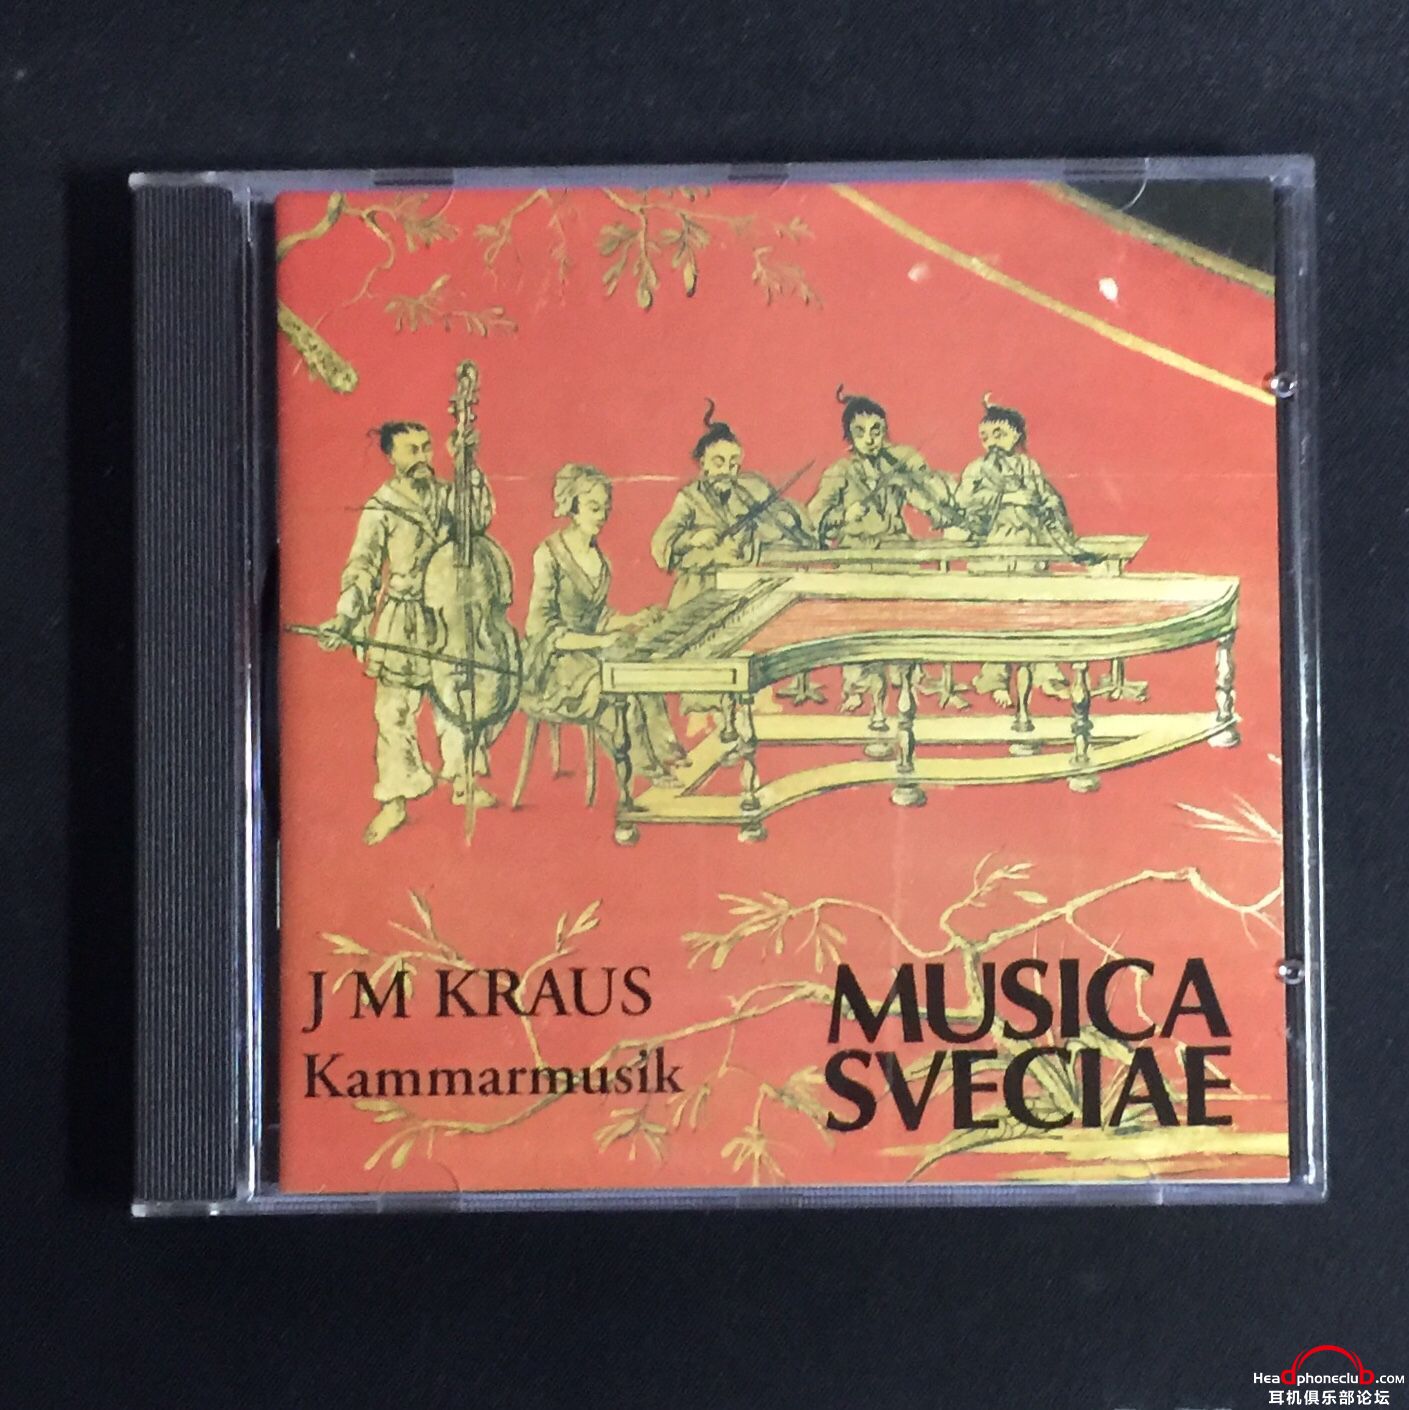 J M KRAUS
Kammarmusik
MUSICA
SVECIAE
Headphoneclub.com
耳机俱乐部论坛